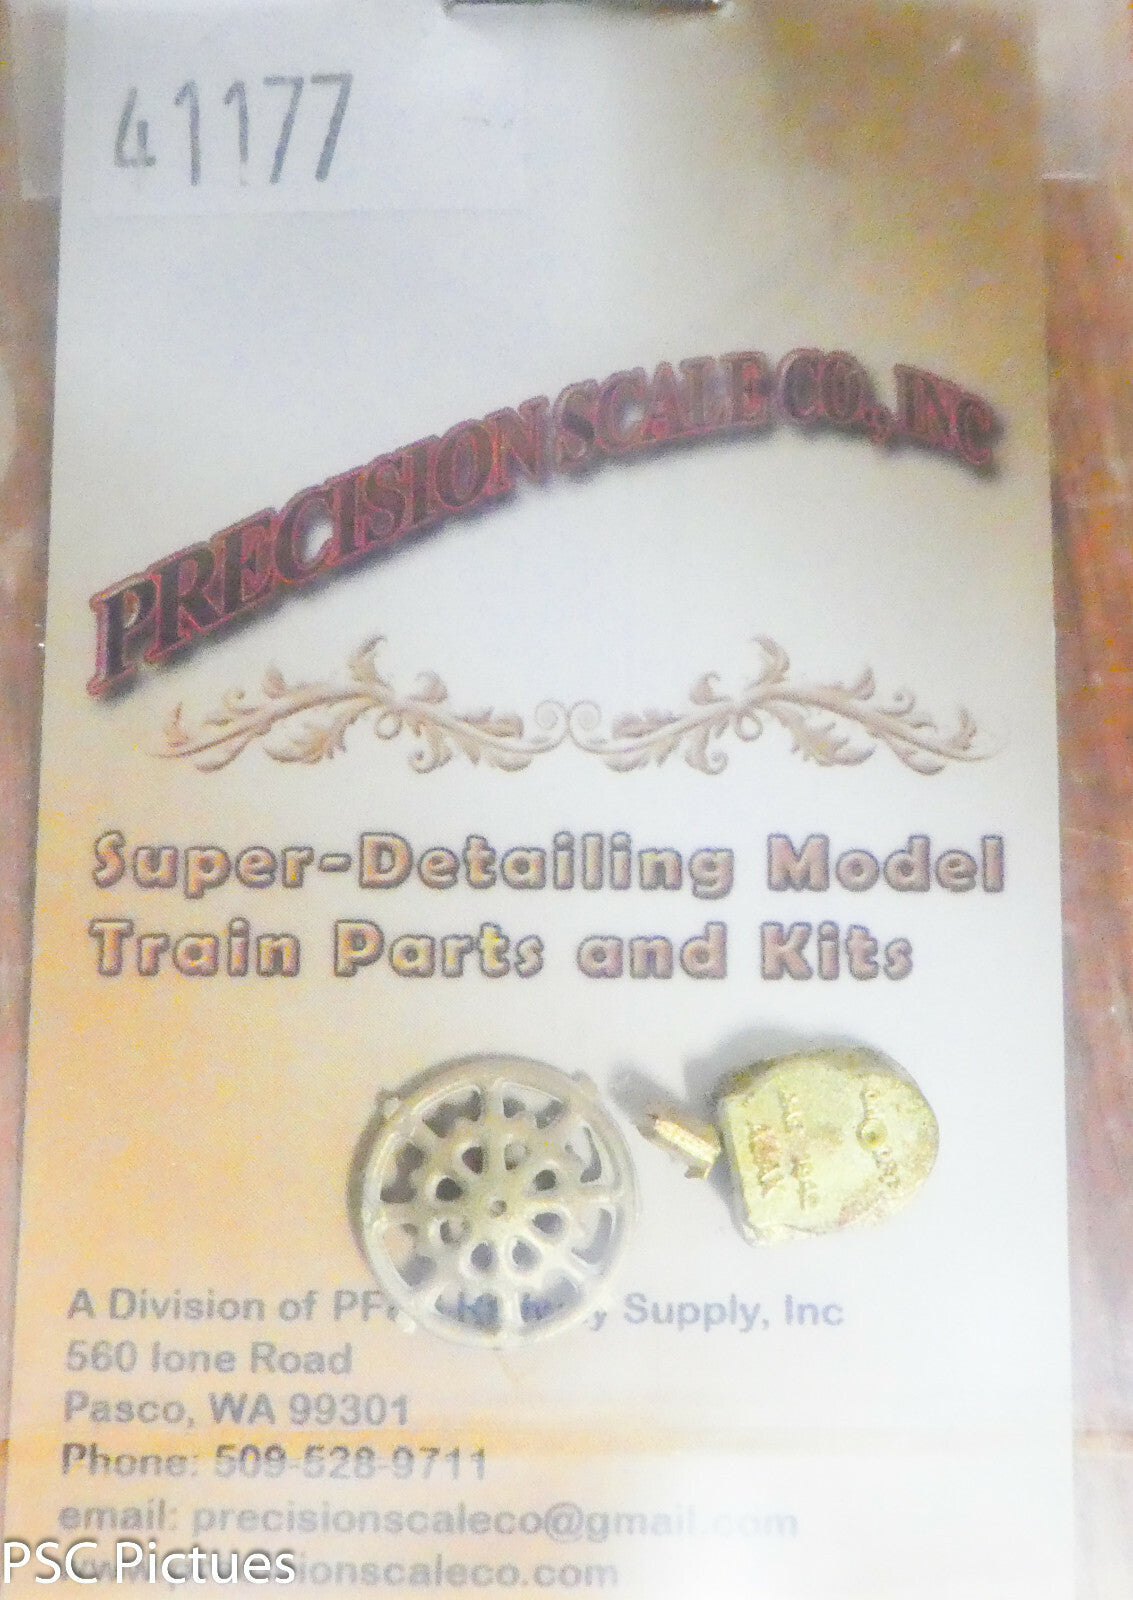 41177
PRECISION SCALE CO., INC
Super-Detailing Model
Train Parts and Kits
A Division of Supply, Inc
560 Ione Road
Pasco, WA 99301
Phone: 509-528-9711
email: precisionscaleco@gmail.com
PSC Pictues